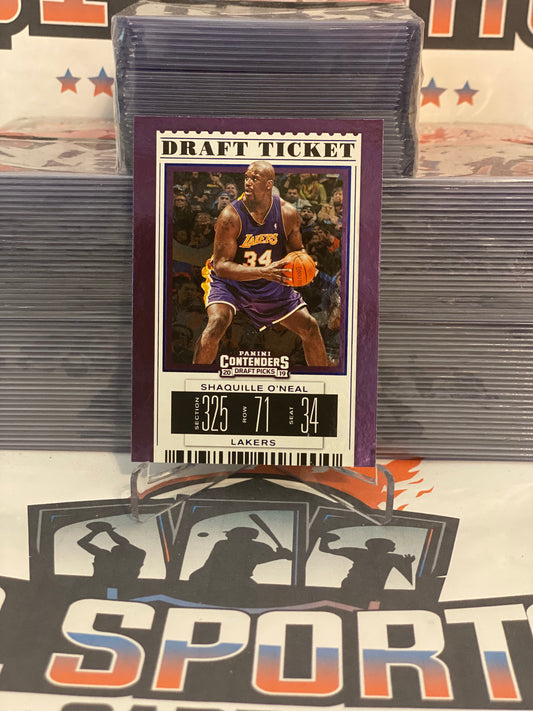 DRAFT TICKET
LAKERS
34
PANINI
CONTENDERS
20 DRAFT PICKS 19
SHAQUILLE O'NEAL
SECTION 325 ROW 71 SEAT 34
LAKERS
SPORTS